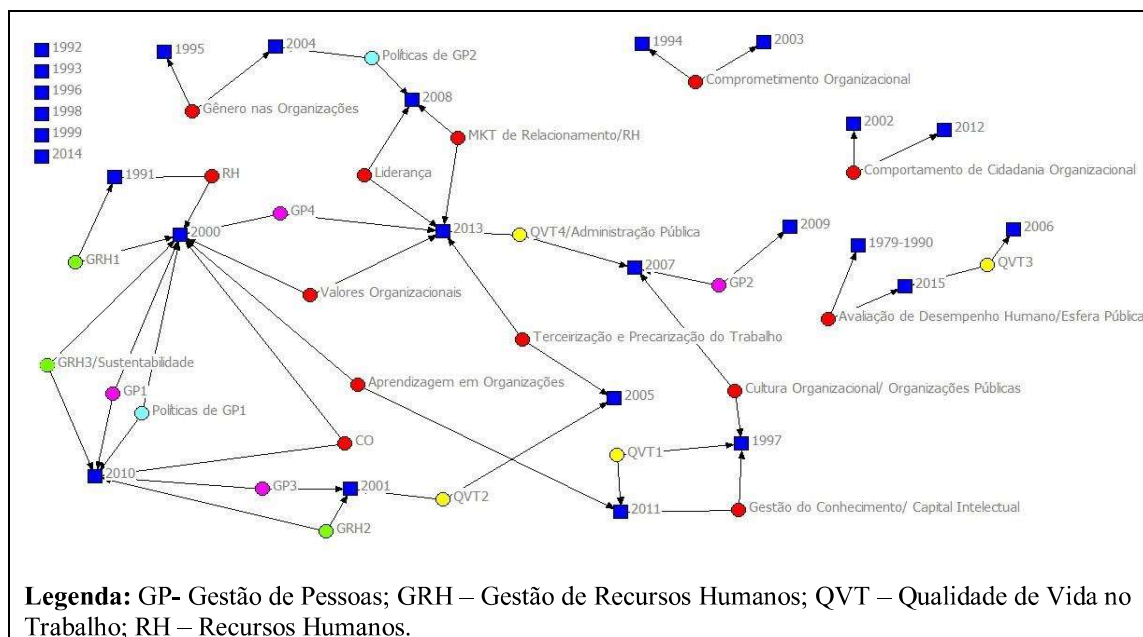 1992
1993
1996
1998
1999
2014
1995
2004
Políticas de GP2
Gênero nas Organizações
2008
MKT de Relacionamento/RH
Liderança
1994
2003
Comprometimento Organizacional
2002
2012
Comportamento de Cidadania Organizacional
1991
RH
GP4
2000
GRH1
2013
QVT4/Administração Pública
2009
2007
GP2
1979-1990
2006
QVT3
2015
Avaliação de Desempenho Humano/Esfera Pública
Valores Organizacionais
Terceirização e Precarização do Trabalho
GRH3/Sustentabilidade
GP1
Políticas de GP1
Aprendizagem em Organizações
Cultura Organizacional/ Organizações Públicas
2005
CO
1997
QVT1
2010
GP3
2001
QVT2
2011
Gestão do Conhecimento/ Capital Intelectual
GRH2
Legenda: GP- Gestão de Pessoas; GRH – Gestão de Recursos Humanos; QVT – Qualidade de Vida no
Trabalho; RH – Recursos Humanos.